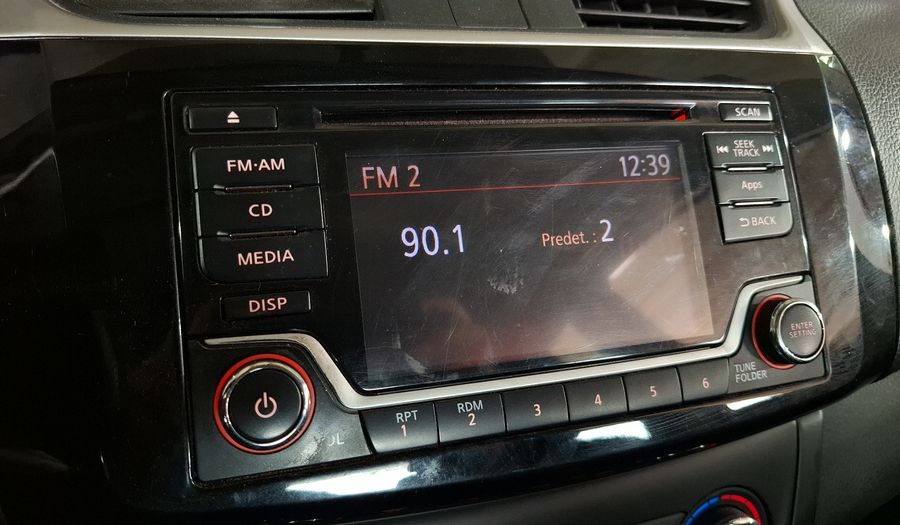 SCAN
FM·AM
SEEK
TRACK
FM 2 12:39
Apps
CD
90.1 Predet. : 2
BACK
MEDIA
DISP
ENTER
SETTING
TUNE
FOLDER
RPT
1
RDM
2
3
4
5
6
VOL